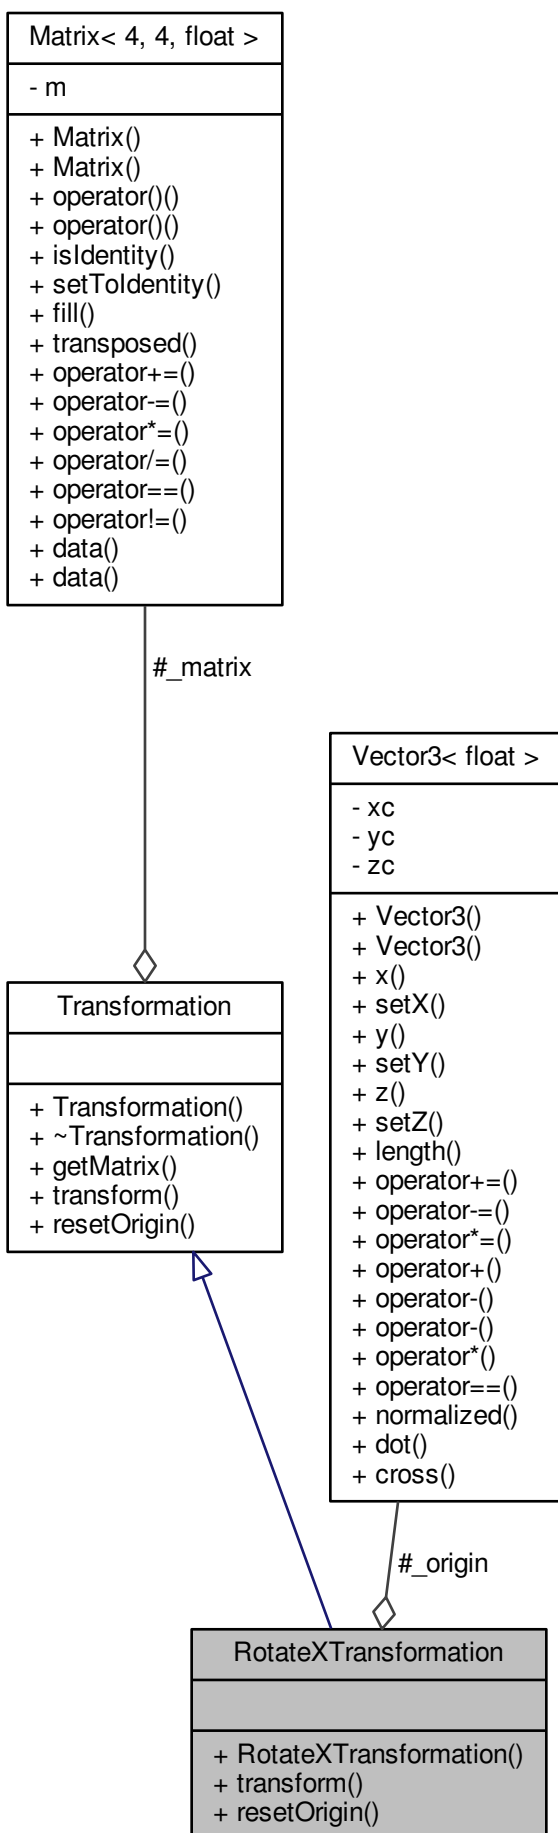 Matrix< 4, 4, float >
- m
+ Matrix()
+ Matrix()
+ operator()()
+ operator()()
+ isIdentity()
+ setToIdentity()
+ fill()
+ transposed()
+ operator+=()
+ operator-=()
+ operator*=()
+ operator/=()
+ operator==()
+ operator!=()
+ data()
+ data()
#_matrix
Vector3< float >
- xc
- yc
- zc
+ Vector3()
+ Vector3()
+ x()
+ setX()
+ y()
+ setY()
+ z()
+ setZ()
+ length()
+ operator+=()
+ operator-=()
+ operator*=()
+ operator+()
+ operator-()
+ operator-()
+ operator*()
+ operator==()
+ normalized()
+ dot()
+ cross()
Transformation
+ Transformation()
+ ~Transformation()
+ getMatrix()
+ transform()
+ resetOrigin()
#_origin
RotateXTransformation
+ RotateXTransformation()
+ transform()
+ resetOrigin()